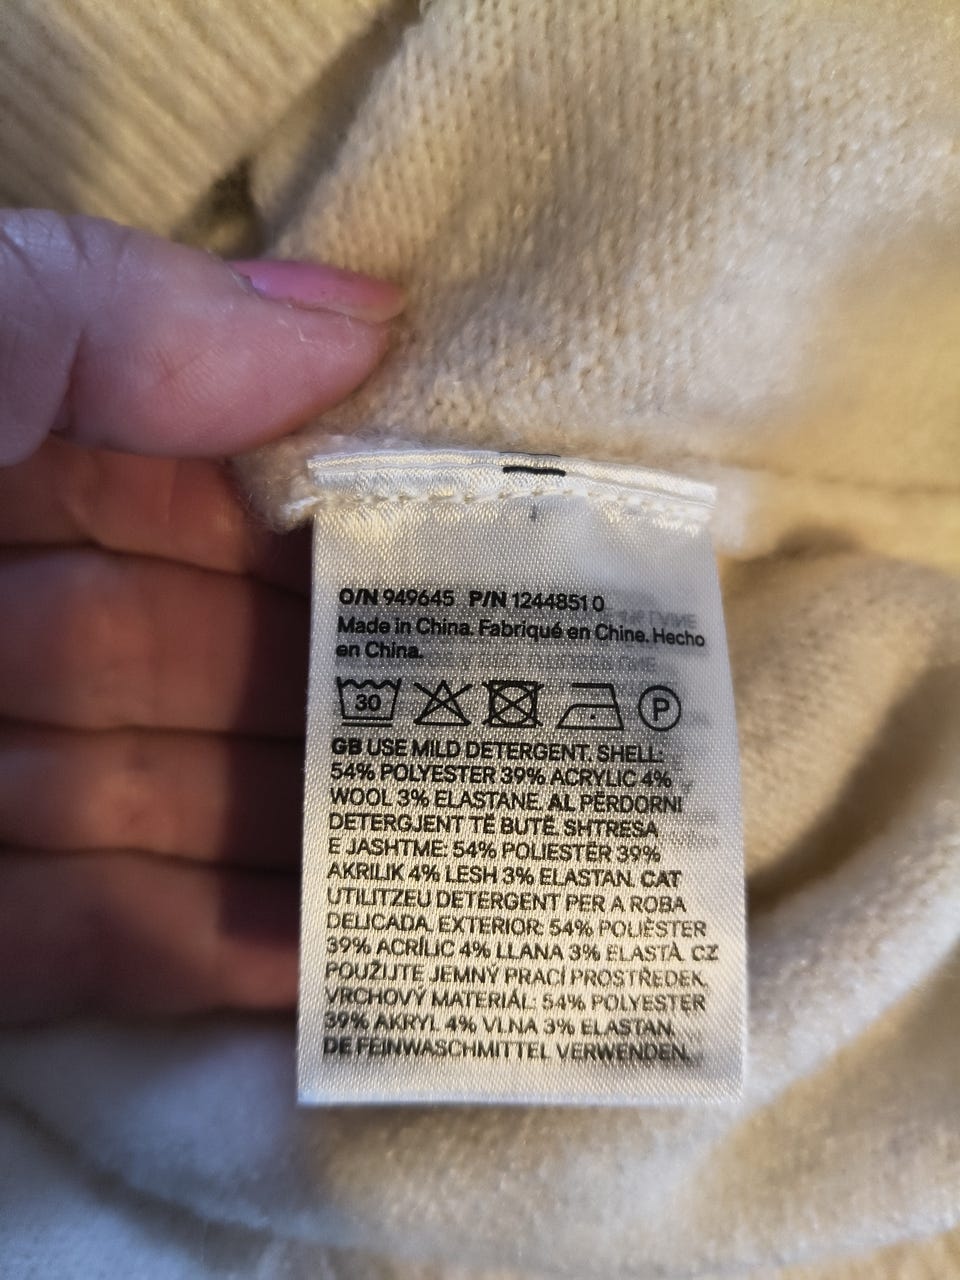 O/N 949645 P/N 1244851 0
Made in China. Fabriqué en Chine. Hecho
en China.
30
P
GB USE MILD DETERGENT. SHELL:
54% POLYESTER 39% ACRYLIC 4%
WOOL 3% ELASTANE. AL PËRDORNI
DETERGJENT TË BUTË. SHTRESA
E JASHTME: 54% POLIESTËR 39%
AKRILIK 4% LESH 3% ELASTAN. CAT
UTILITZEU DETERGENT PER A ROBA
DELICADA. EXTERIOR: 54% POLIÈSTER
39% ACRÍLIC 4% LLANA 3% ELASTÀ. CZ
POUŽIJTE JEMNÝ PRACÍ PROSTŘEDEK.
VRCHOVÝ MATERIÁL: 54% POLYESTER
39% AKRYL 4% VLNA 3% ELASTAN.
DE FEINWASCHMITTEL VERWENDEN.